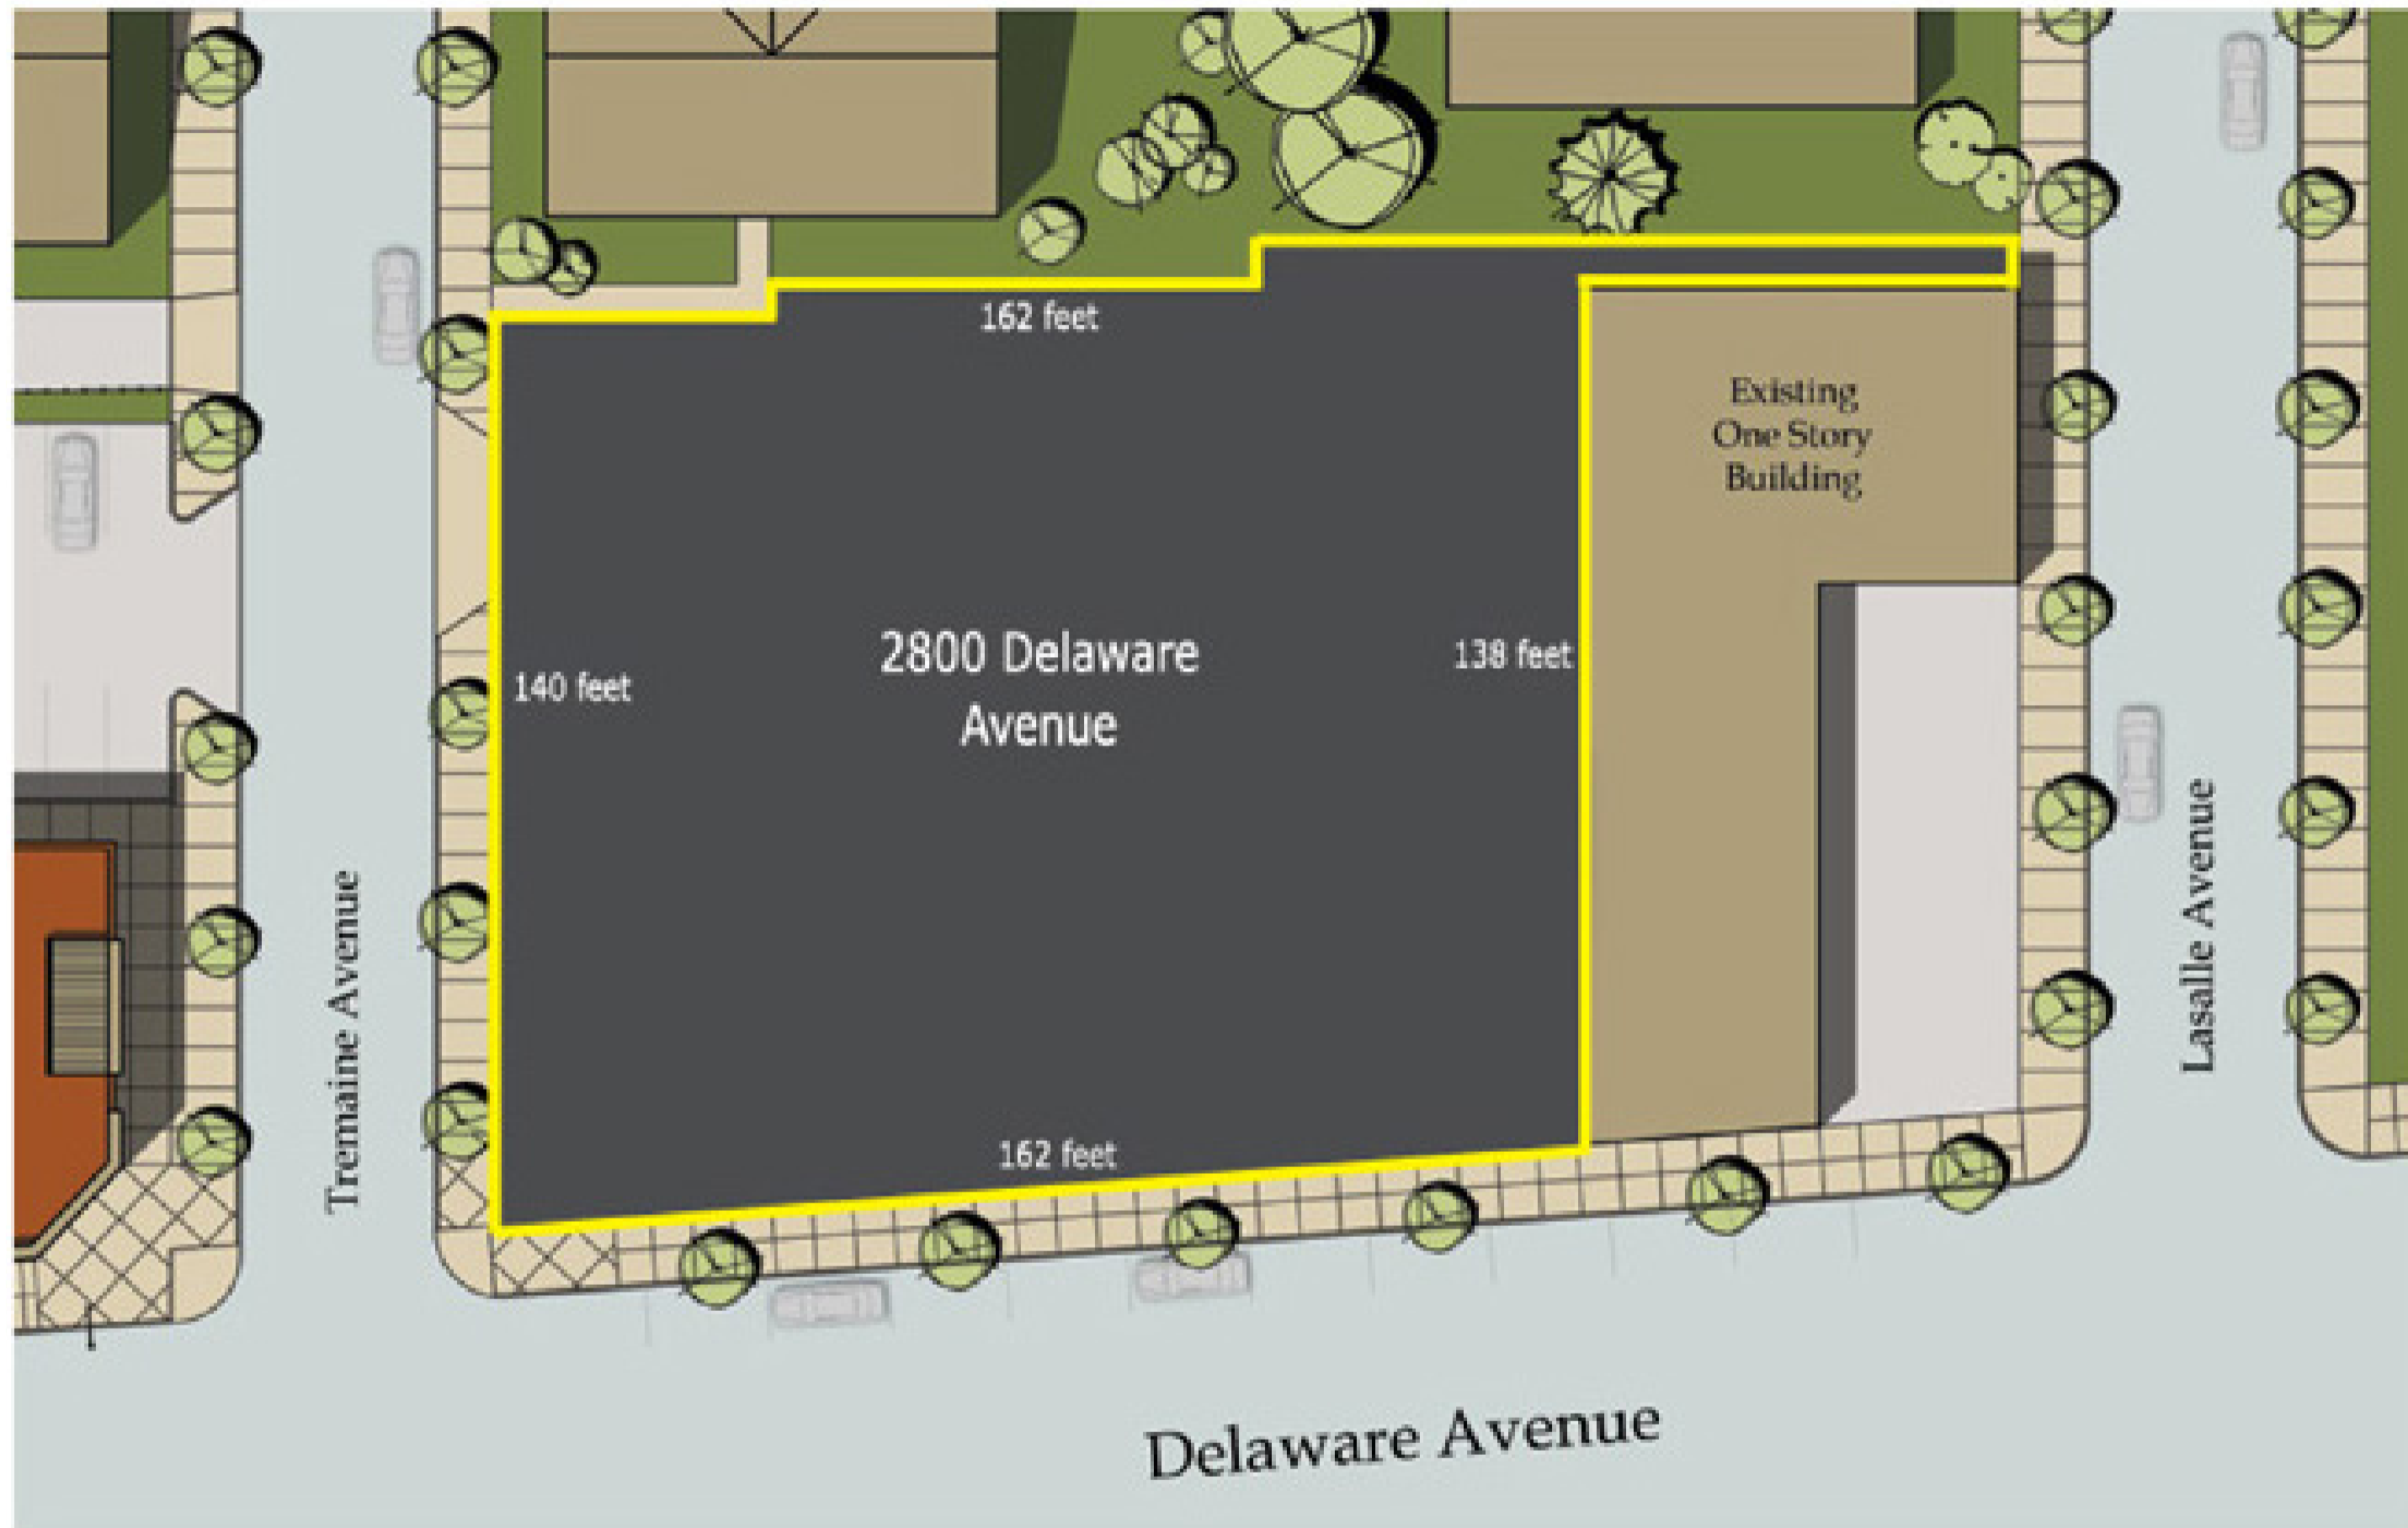 162 feet
Existing
One Story
Building
2800 Delaware
Avenue
138 feet
140 feet
162 feet
Tremaine Avenue
Lasalle Avenue
Delaware Avenue